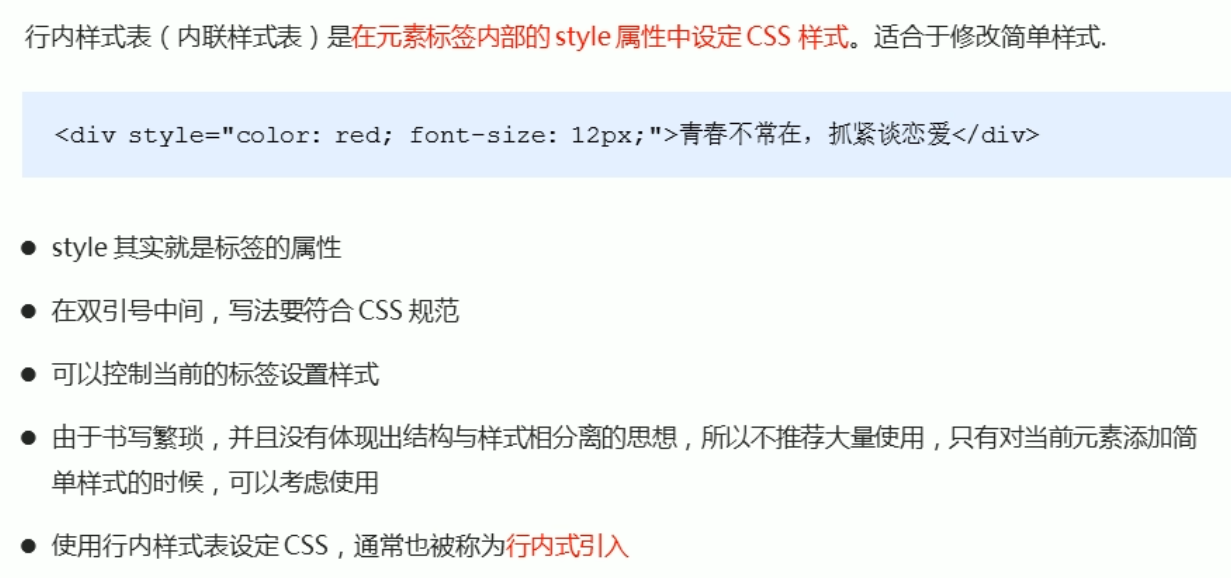 行内样式表（内联样式表）是在元素标签内部的 style 属性中设定 CSS 样式。适合于修改简单样式.
<div style="color: red; font-size: 12px;">青春不常在，抓紧谈恋爱</div>
● style 其实就是标签的属性
● 在双引号中间，写法要符合 CSS 规范
● 可以控制当前的标签设置样式
● 由于书写繁琐，并且没有体现出结构与样式相分离的思想，所以不推荐大量使用，只有对当前元素添加简
单样式的时候，可以考虑使用
● 使用行内样式表设定 CSS，通常也被称为行内式引入